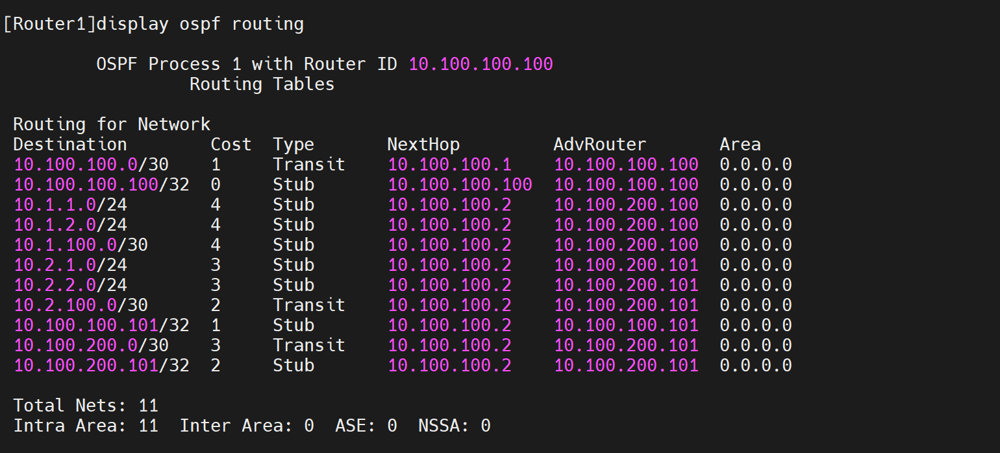 [Router1]display ospf routing
OSPF Process 1 with Router ID 10.100.100.100
Routing Tables
Routing for Network
Destination Cost Type NextHop AdvRouter Area
10.100.100.0/30 1 Transit 10.100.100.1 10.100.100.100 0.0.0.0
10.100.100.100/32 0 Stub 10.100.100.100 10.100.100.100 0.0.0.0
10.1.1.0/24 4 Stub 10.100.100.2 10.100.200.100 0.0.0.0
10.1.2.0/24 4 Stub 10.100.100.2 10.100.200.100 0.0.0.0
10.1.100.0/30 4 Stub 10.100.100.2 10.100.200.100 0.0.0.0
10.2.1.0/24 3 Stub 10.100.100.2 10.100.200.101 0.0.0.0
10.2.2.0/24 3 Stub 10.100.100.2 10.100.200.101 0.0.0.0
10.2.100.0/30 2 Transit 10.100.100.2 10.100.200.101 0.0.0.0
10.100.100.101/32 1 Stub 10.100.100.2 10.100.100.101 0.0.0.0
10.100.200.0/30 3 Transit 10.100.100.2 10.100.200.101 0.0.0.0
10.100.200.101/32 2 Stub 10.100.100.2 10.100.200.101 0.0.0.0
Total Nets: 11
Intra Area: 11 Inter Area: 0 ASE: 0 NSSA: 0